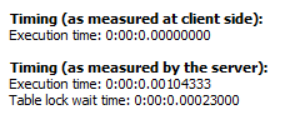 Timing (as measured at client side):
Execution time: 0:00:0.00000000
Timing (as measured by the server):
Execution time: 0:00:0.00104333
Table lock wait time: 0:00:0.00023000